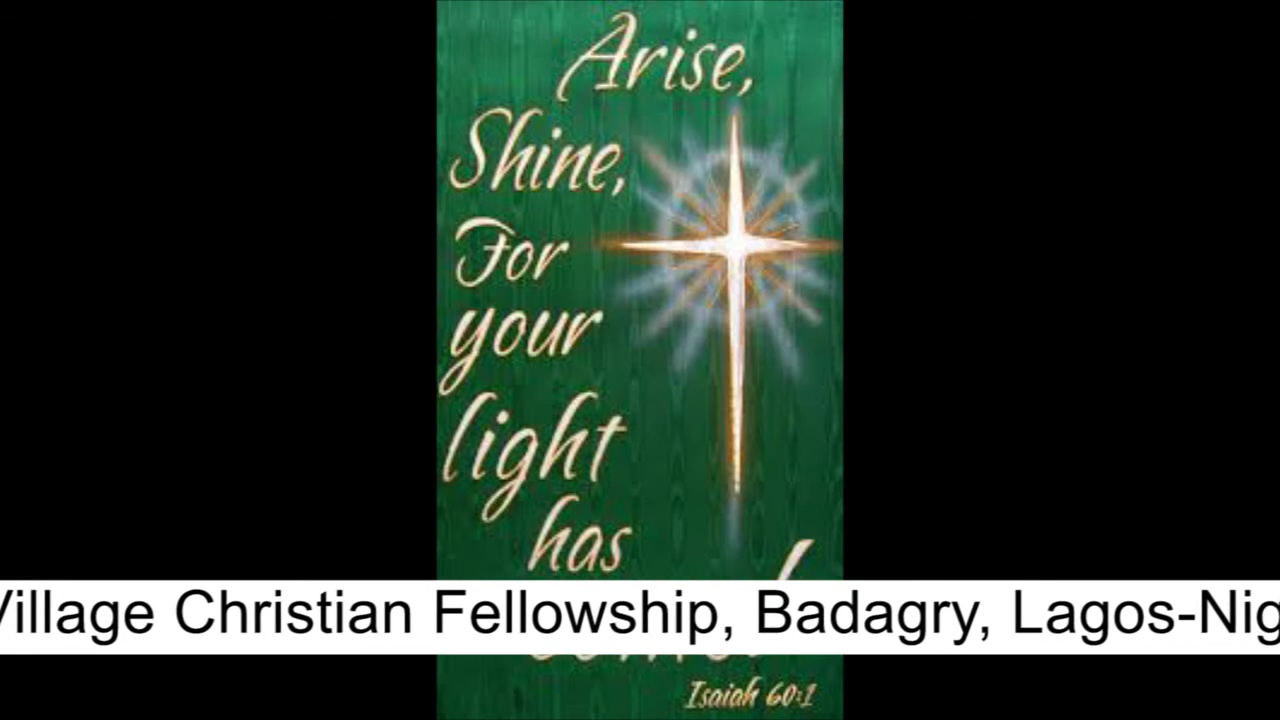 Arise,
Shine,
For
your
light
has
Village Christian Fellowship, Badagry, Lagos-Nig
Isaiah 60:1